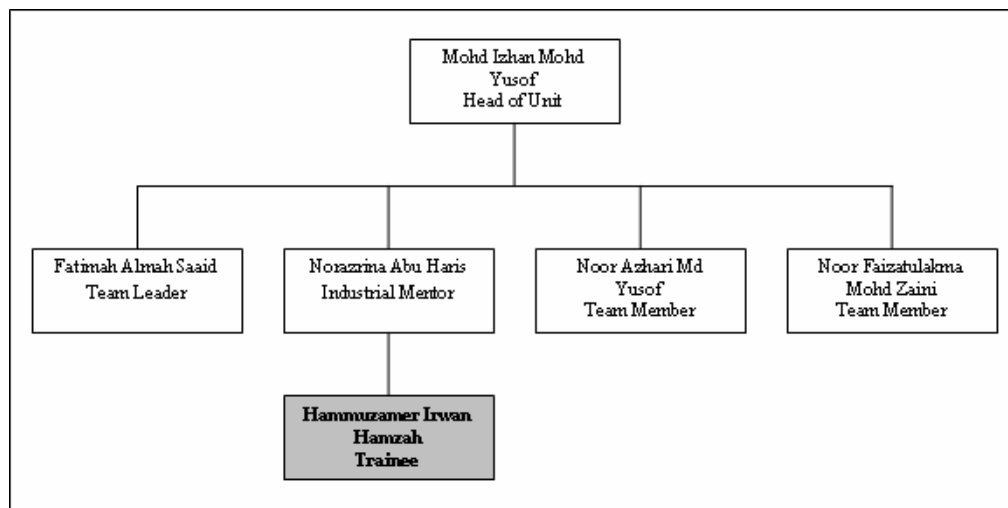 Mohd Izhan Mohd
Yusof
Head of Unit
Fatimah Almah Saaid
Team Leader
Norazrina Abu Haris
Industrial Mentor
Noor Azhari Md
Yusof
Team Member
Noor Faizatulakma
Mohd Zaini
Team Member
Hammuzamer Irwan
Hamzah
Trainee